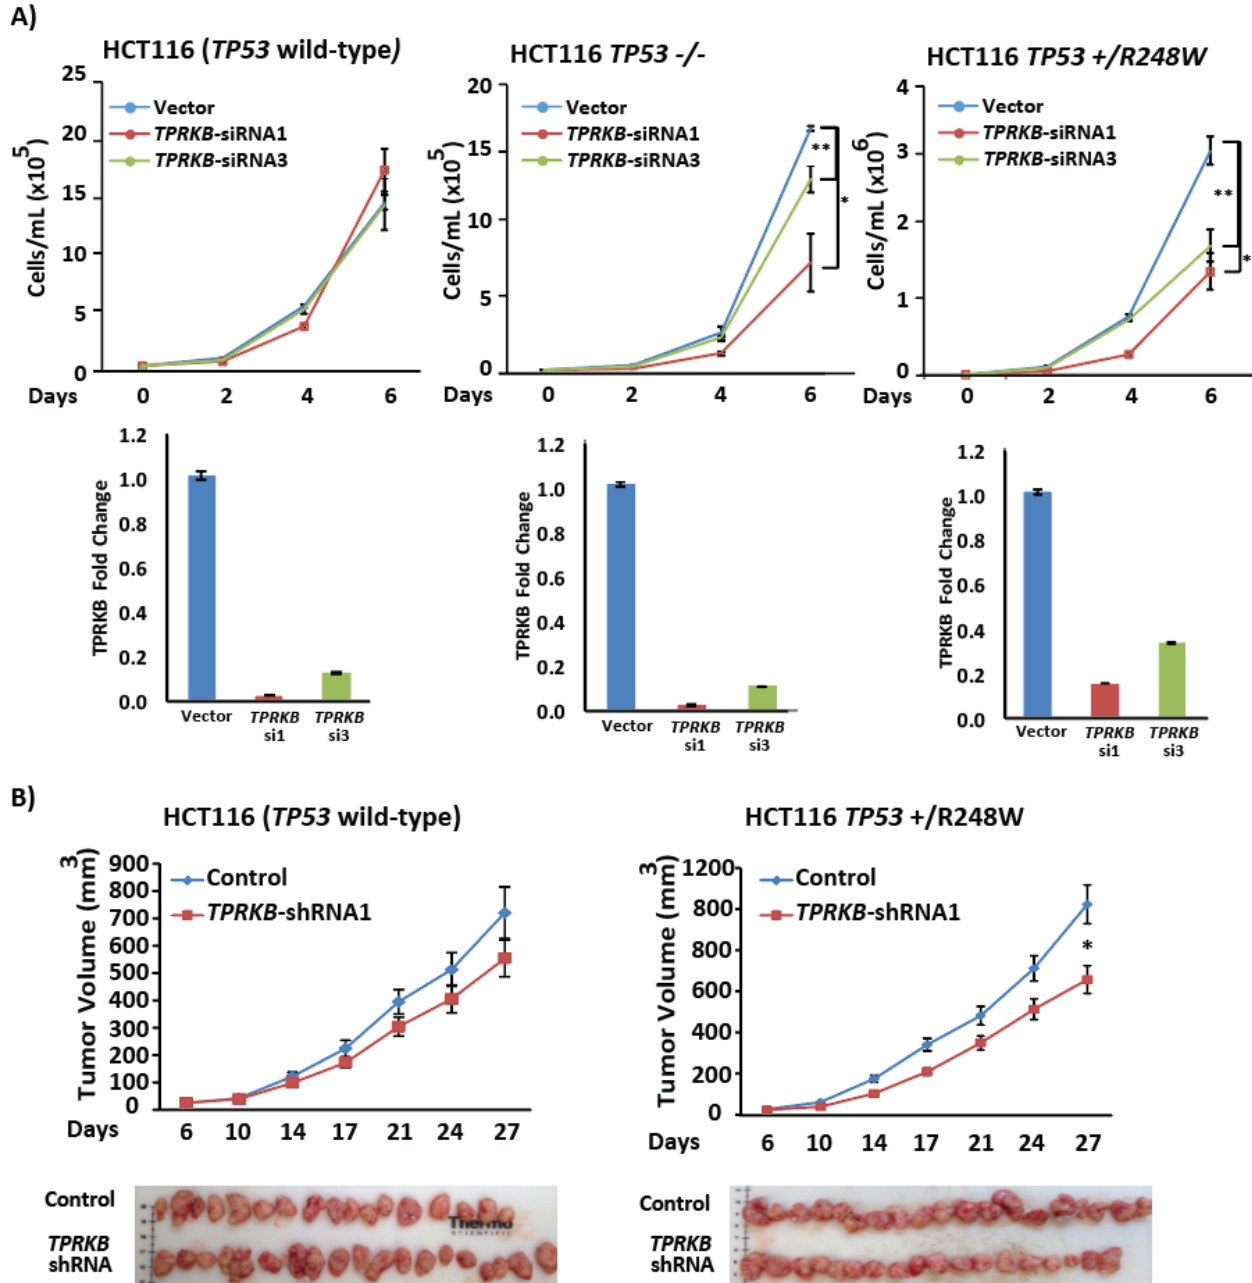 A)
HCT116 (TP53 wild-type)
25
20
15
10
5
0
Cells/mL (x10^5)
Vector
TPRKB-siRNA1
TPRKB-siRNA3
Days 0 2 4 6
HCT116 TP53 -/-
20
15
10
5
0
Cells/mL (x10^5)
Vector
TPRKB-siRNA1
TPRKB-siRNA3
**
*
0 2 4 6
HCT116 TP53 +/R248W
4
3
2
1
0
Cells/mL (x10^6)
Vector
TPRKB-siRNA1
TPRKB-siRNA3
**
*
Days 0 2 4 6
1.2
1.0
0.8
0.6
0.4
0.2
0.0
TPRKB Fold Change
Vector TPRKB TPRKB
si1 si3
1.2
1.0
0.8
0.6
0.4
0.2
0.0
TPRKB Fold Change
Vector TPRKB TPRKB
si1 si3
1.2
1.0
0.8
0.6
0.4
0.2
0.0
TPRKB Fold Change
Vector TPRKB TPRKB
si1 si3
B)
HCT116 (TP53 wild-type)
900
800
700
600
500
400
300
200
100
0
Tumor Volume (mm3
Control
TPRKB-shRNA1
Days 6 10 14 17 21 24 27
HCT116 TP53 +/R248W
1200
800
800
600
400
200
0
Tumor Volume (mm3
Control
TPRKB-shRNA1
*
Days 6 10 14 17 21 24 27
Control
TPRKB
shRNA
Thermo
SCIENTIFIC
Control
TPRKB
shRNA